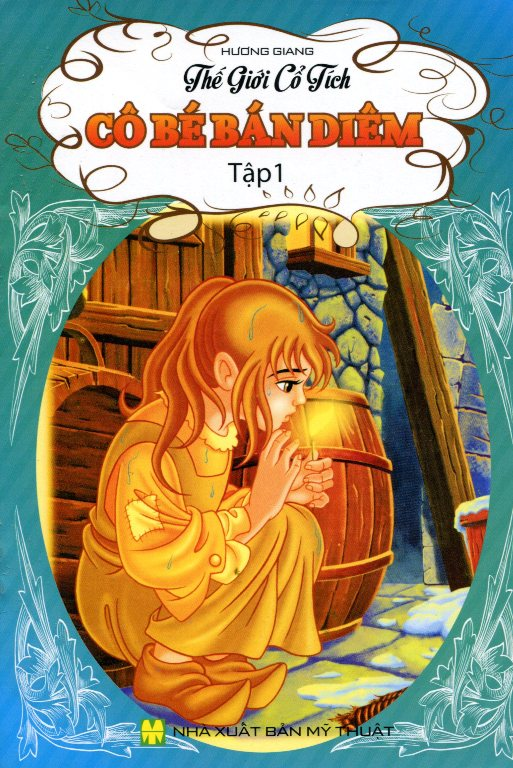 HƯƠNG GIANG
Thế Giới Cổ Tích
CÔ BÉ BÁN DIÊM
Tập 1
NHÀ XUẤT BẢN MỸ THUẬT